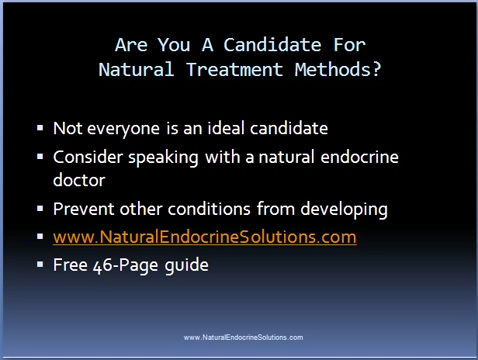 Are You A Candidate For
Natural Treatment Methods?
▪ Not everyone is an ideal candidate
▪ Consider speaking with a natural endocrine
doctor
▪ Prevent other conditions from developing
▪ www.NaturalEndocrineSolutions.com
▪ Free 46-Page guide
www.NaturalEndocrineSolutions.com